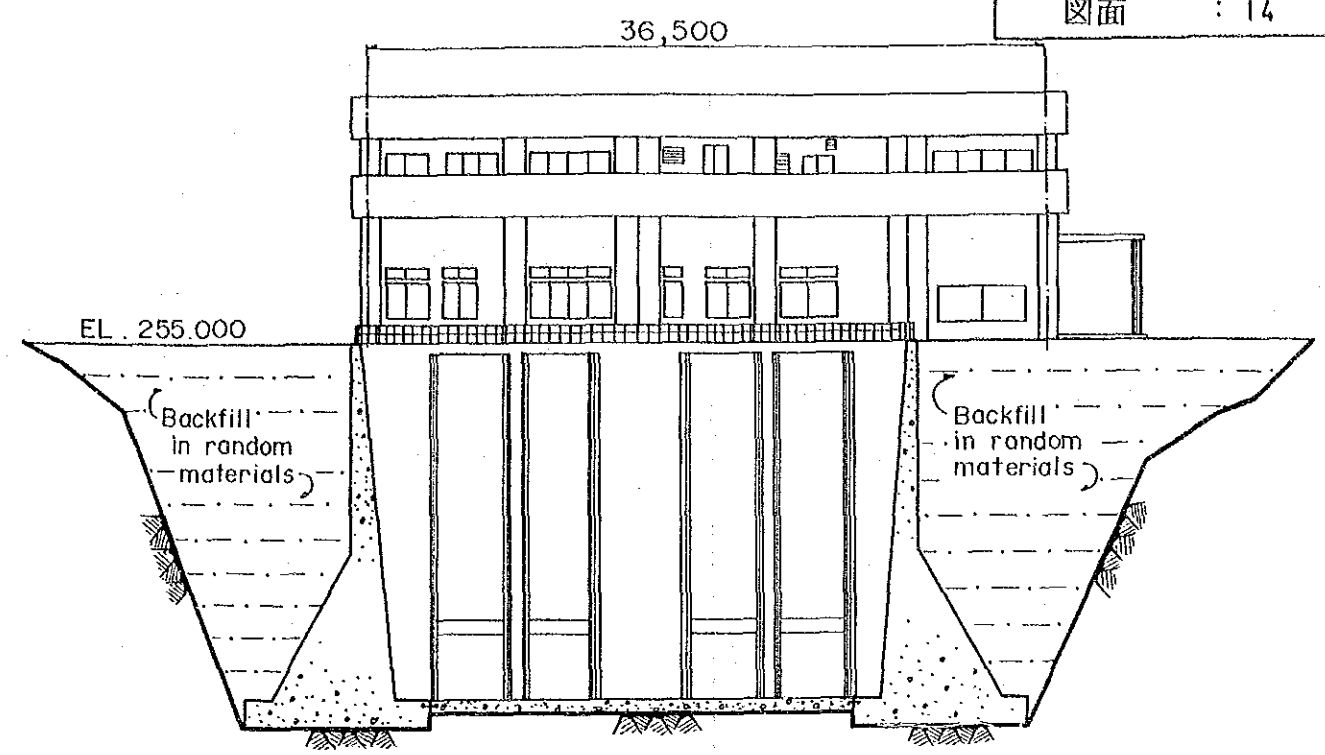 図面 : 14
36,500
EL. 255.000
Backfill
in random
materials
Backfill
in random
materials